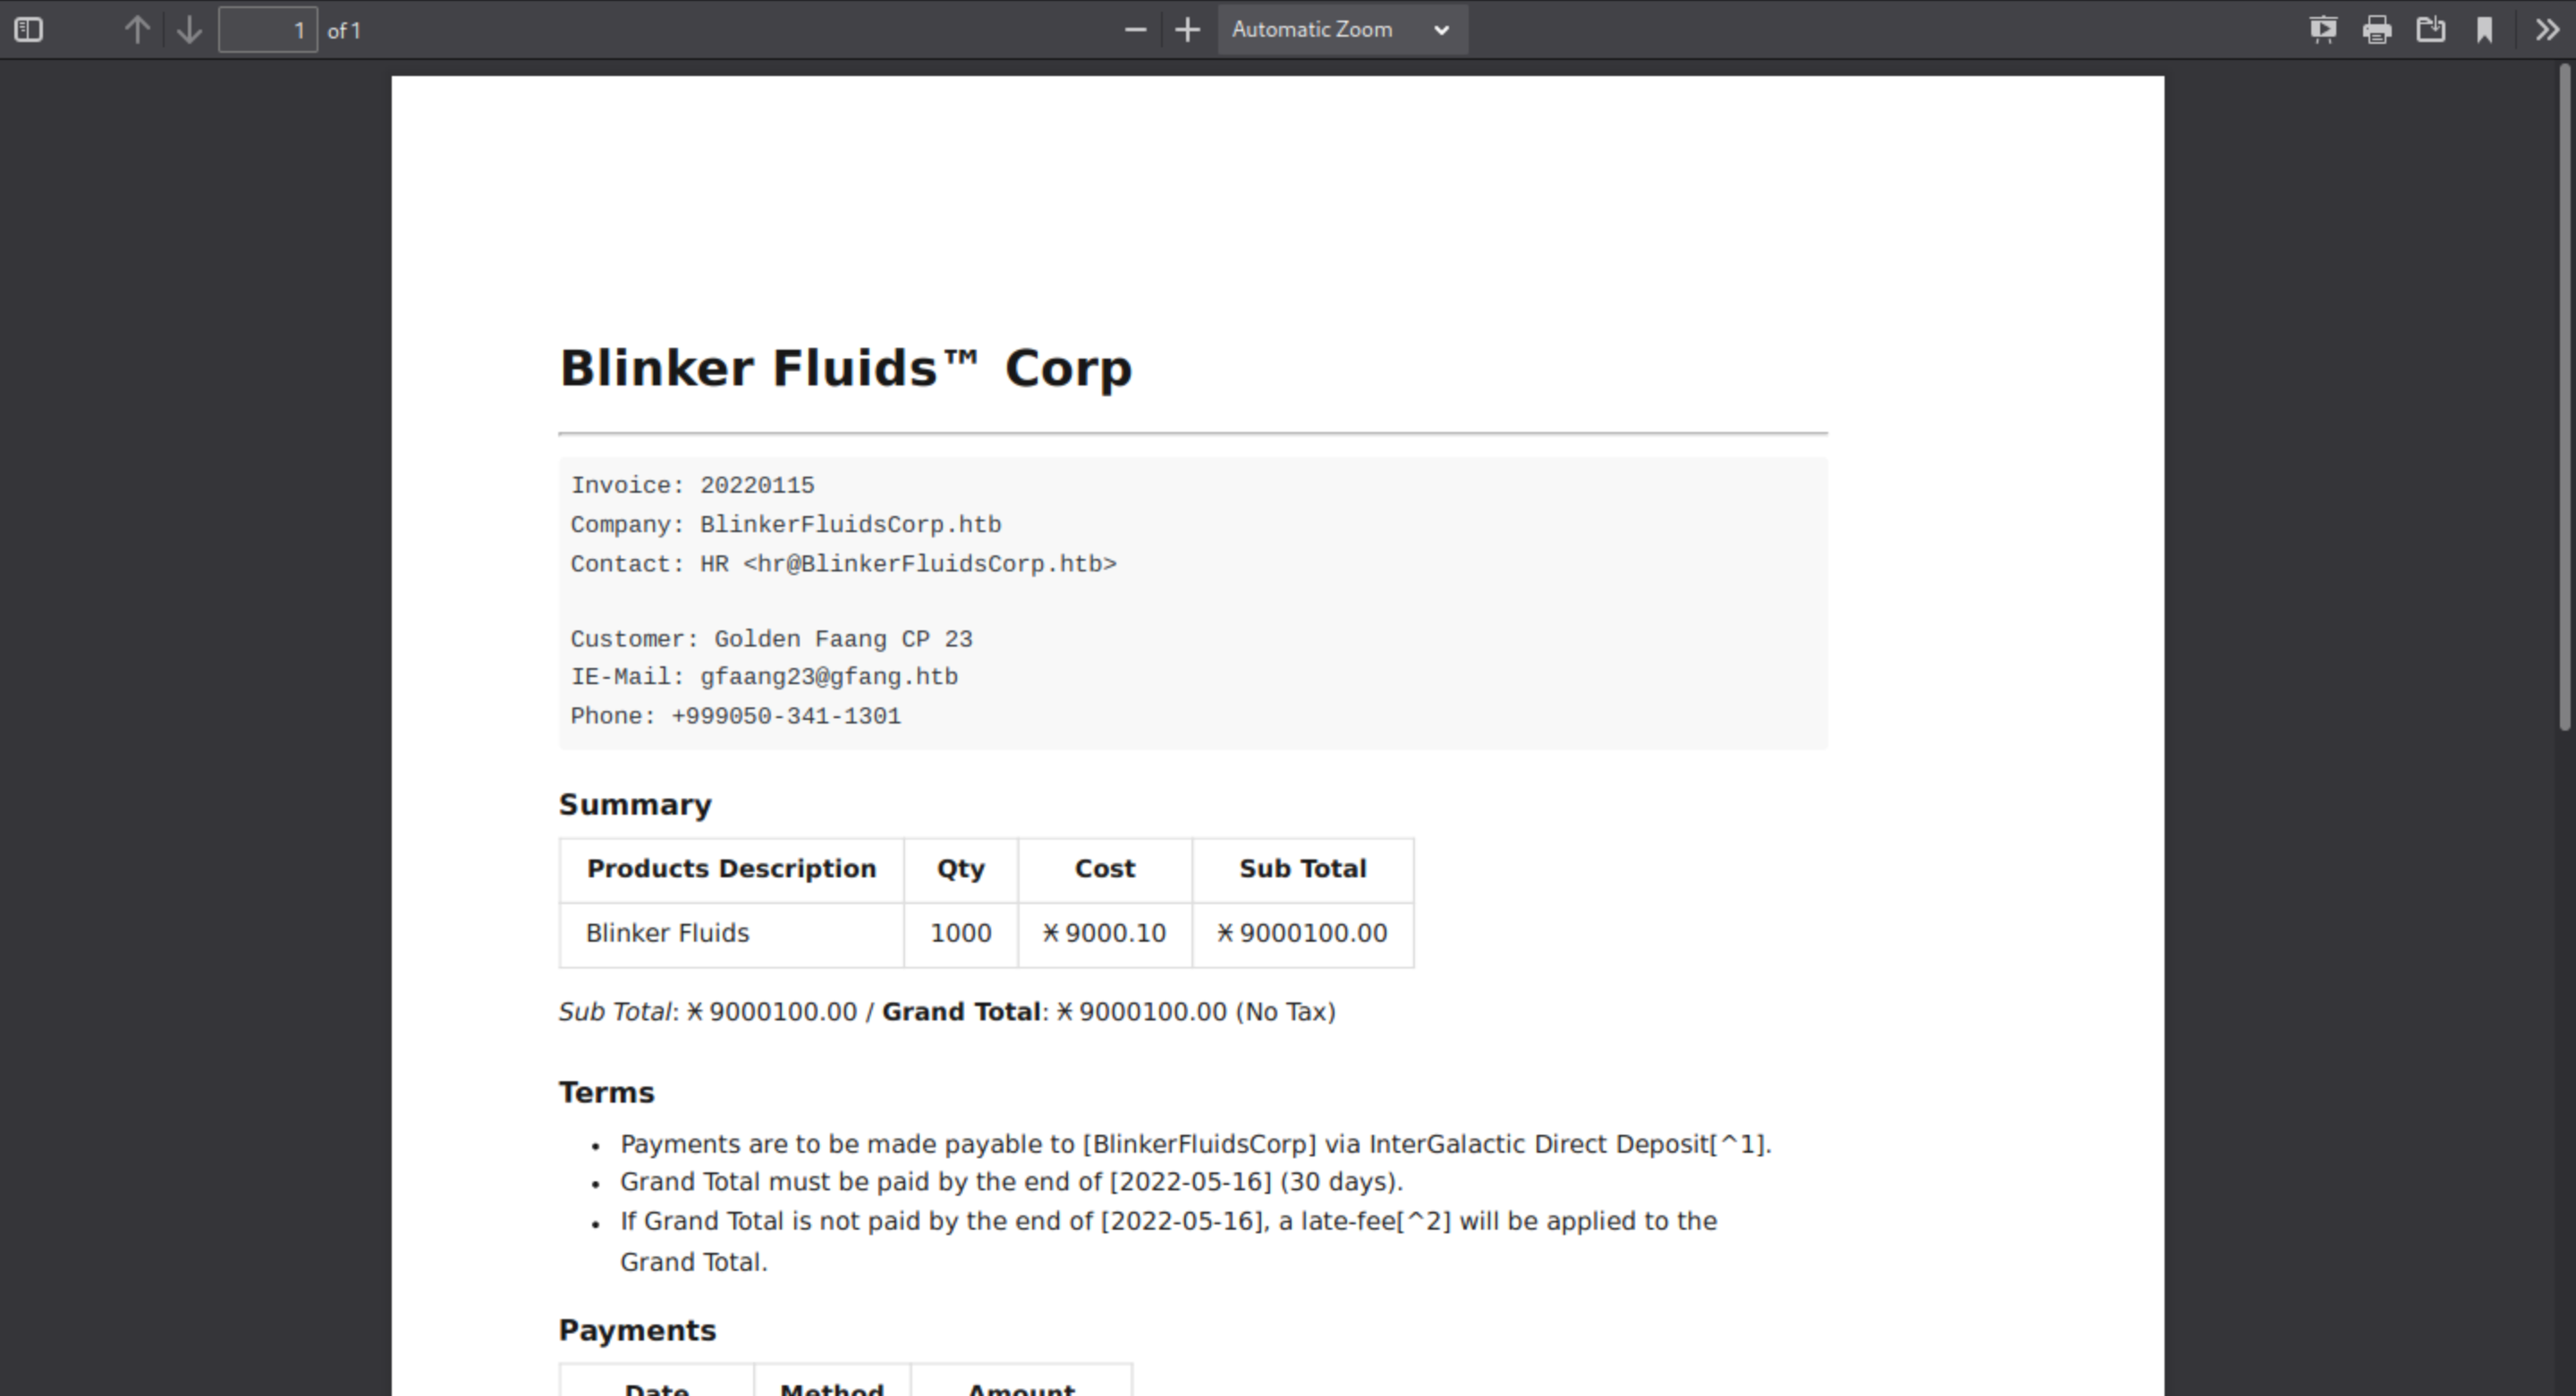 1 of 1 Automatic Zoom
Blinker Fluids™ Corp
Invoice: 20220115
Company: BlinkerFluidsCorp.htb
Contact: HR <hr@BlinkerFluidsCorp.htb>
Customer: Golden Faang CP 23
IE-Mail: gfaang23@gfang.htb
Phone: +999050-341-1301
Summary
Products Description Qty Cost Sub Total
Blinker Fluids 1000 ӿ 9000.10 ӿ 9000100.00
Sub Total: ӿ 9000100.00 / Grand Total: ӿ 9000100.00 (No Tax)
Terms
• Payments are to be made payable to [BlinkerFluidsCorp] via InterGalactic Direct Deposit[^1].
• Grand Total must be paid by the end of [2022-05-16] (30 days).
• If Grand Total is not paid by the end of [2022-05-16], a late-fee[^2] will be applied to the
Grand Total.
Payments
Date Method Amount